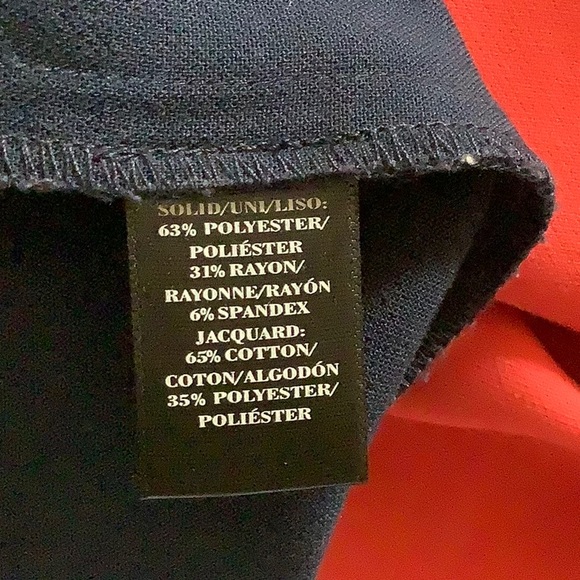 SOLID/UNI/LISO:
63% POLYESTER/
POLIÉSTER
31% RAYON/
RAYONNE/RAYÓN
6% SPANDEX
JACQUARD:
65% COTTON/
COTON/ALGODÓN
35% POLYESTER/
POLIÉSTER